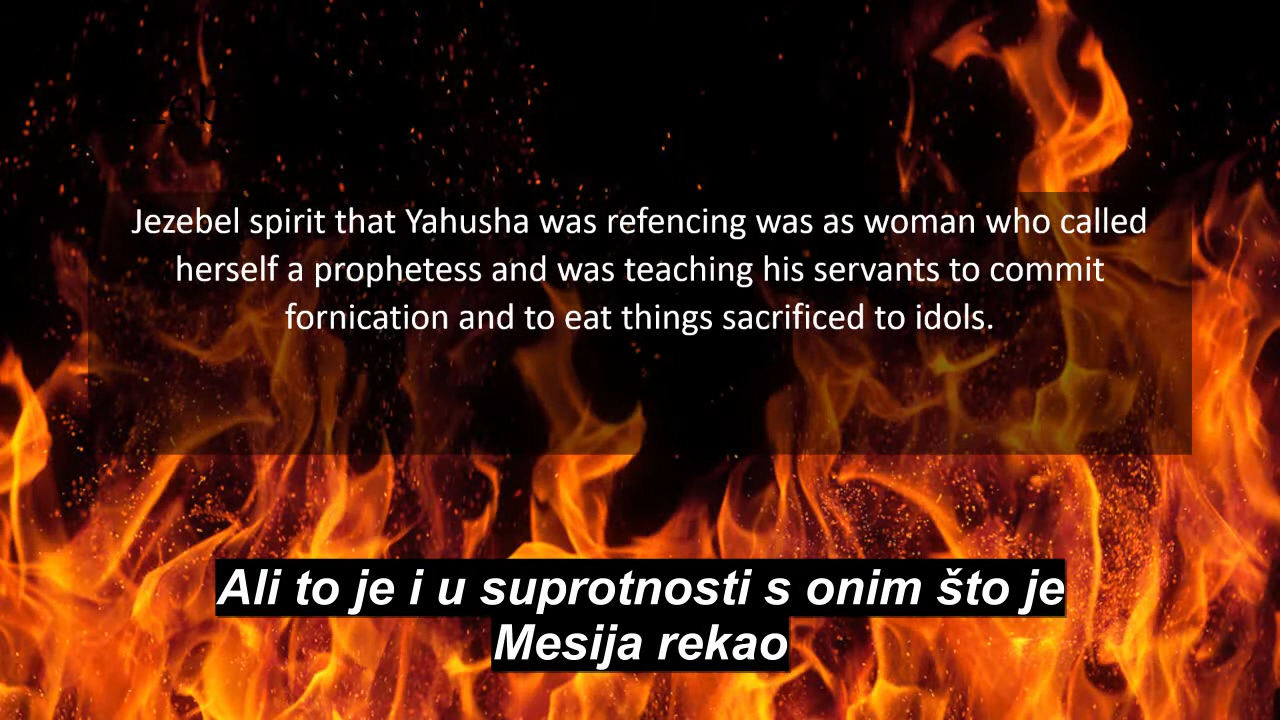 Jezebel spirit that Yahusha was refencing was as woman who called
herself a prophetess and was teaching his servants to commit
fornication and to eat things sacrificed to idols.
Ali to je i u suprotnosti s onim što je
Mesija rekao